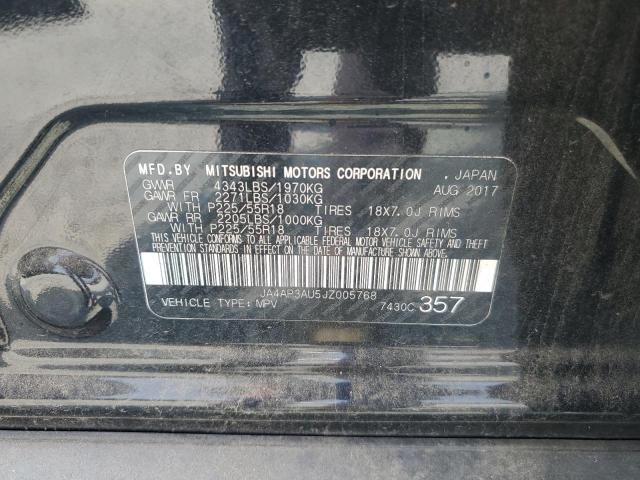 MFD.BY MITSUBISHI MOTORS CORPORATION , JAPAN
GVWR 4343LBS/1970KG AUG 2017
GAWR FR 2271LBS/1030KG
WITH P225/55R18 TIRES 18X7.0J RIMS
GAWR RR 2205LBS/1000KG
WITH P225/55R18 TIRES 18X7.0J RIMS
THIS VEHICLE CONFORMS TO ALL APPLICABLE FEDERAL MOTOR VEHICLE SAFETY AND THEFT
PREVENTION STANDARDS IN EFFECT ON THE DATE OF MANUFACTURE SHOWN ABOVE.
JA4AP3AU5JZ005768
VEHICLE TYPE: MPV 7430C 357